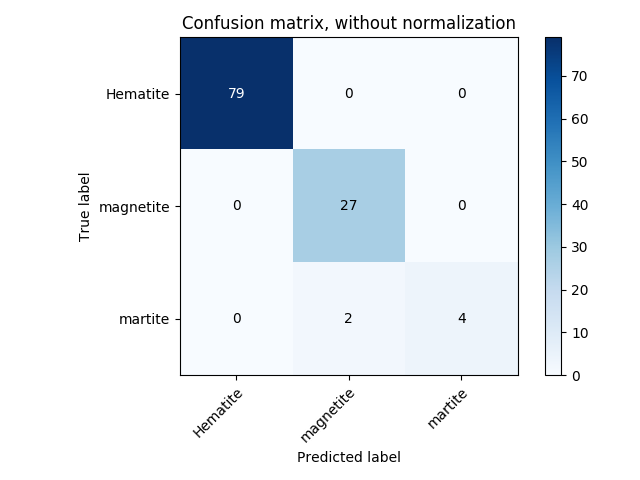 Confusion matrix, without normalization
Hematite
79 0 0
magnetite
0 27 0
martite
0 2 4
True label
Hematite
magnetite
martite
Predicted label
70
60
50
40
30
20
10
0